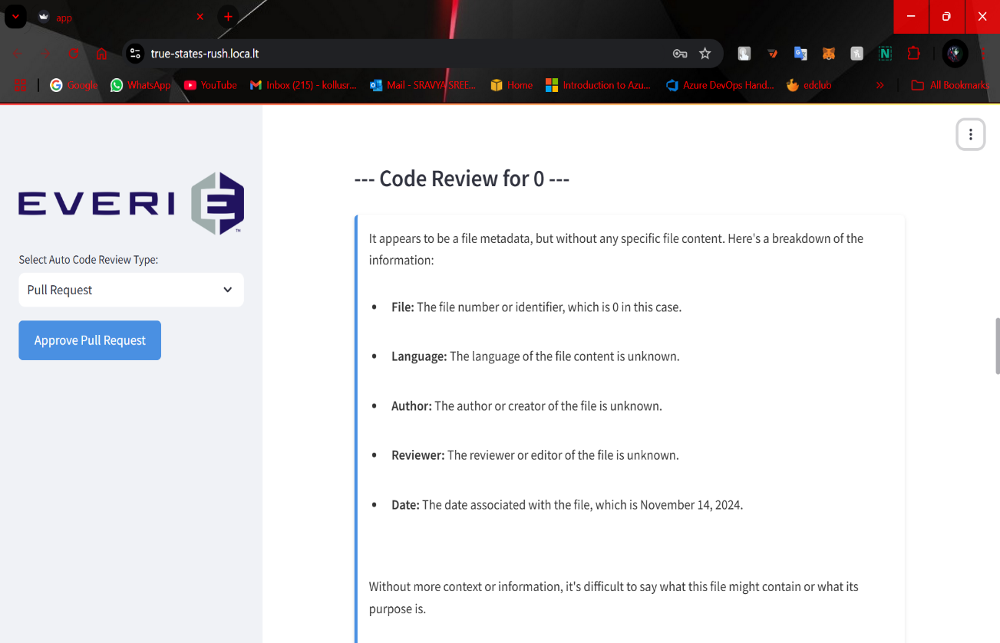 app
true-states-rush.loca.lt
Google
WhatsApp
YouTube
Inbox (215) - kollusr...
Mail - SRAVYA SREE...
Home
Introduction to Azu...
Azure DevOps Hand...
edclub
All Bookmarks
EVERI
TM
Select Auto Code Review Type:
Pull Request
Approve Pull Request
--- Code Review for 0 ---
It appears to be a file metadata, but without any specific file content. Here's a breakdown of the
information:
• File: The file number or identifier, which is 0 in this case.
• Language: The language of the file content is unknown.
• Author: The author or creator of the file is unknown.
• Reviewer: The reviewer or editor of the file is unknown.
• Date: The date associated with the file, which is November 14, 2024.
Without more context or information, it's difficult to say what this file might contain or what its
purpose is.